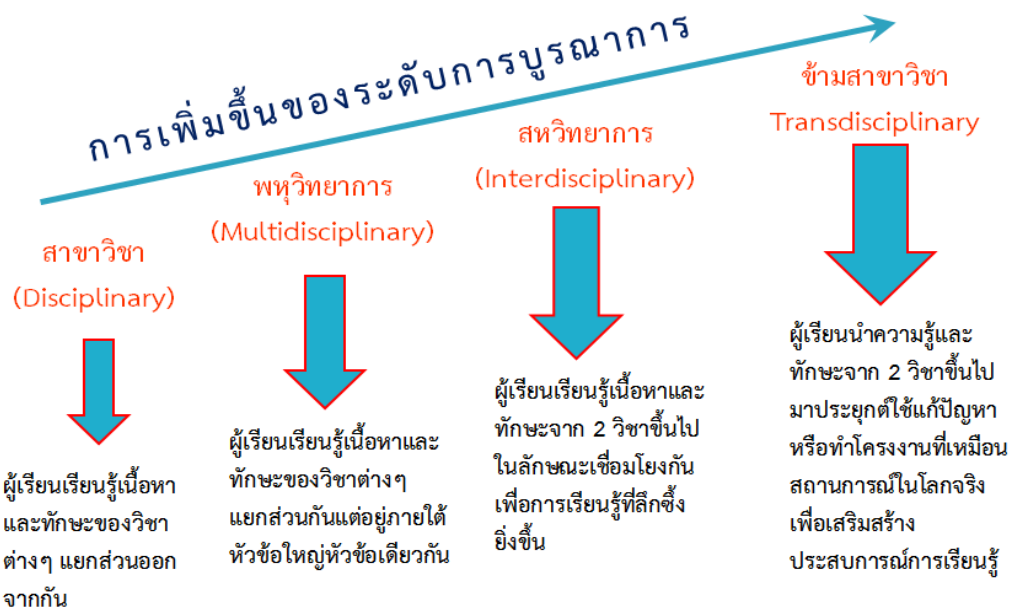 การเพิ่มขึ้นของระดับการบูรณาการ
สาขาวิชา
(Disciplinary)
ผู้เรียนเรียนรู้เนื้อหา
และทักษะของวิชา
ต่างๆ แยกส่วนออก
จากกัน
พหุวิทยาการ
(Multidisciplinary)
ผู้เรียนเรียนรู้เนื้อหาและ
ทักษะของวิชาต่างๆ
แยกส่วนกันแต่อยู่ภายใต้
หัวข้อใหญ่หัวข้อเดียวกัน
สหวิทยาการ
(Interdisciplinary)
ผู้เรียนเรียนรู้เนื้อหาและ
ทักษะจาก 2 วิชาขึ้นไป
ในลักษณะเชื่อมโยงกัน
เพื่อการเรียนรู้ที่ลึกซึ้ง
ยิ่งขึ้น
ข้ามสาขาวิชา
Transdisciplinary
ผู้เรียนนำความรู้และ
ทักษะจาก 2 วิชาขึ้นไป
มาประยุกต์ใช้แก้ปัญหา
หรือทำโครงงานที่เหมือน
สถานการณ์ในโลกจริง
เพื่อเสริมสร้าง
ประสบการณ์การเรียนรู้